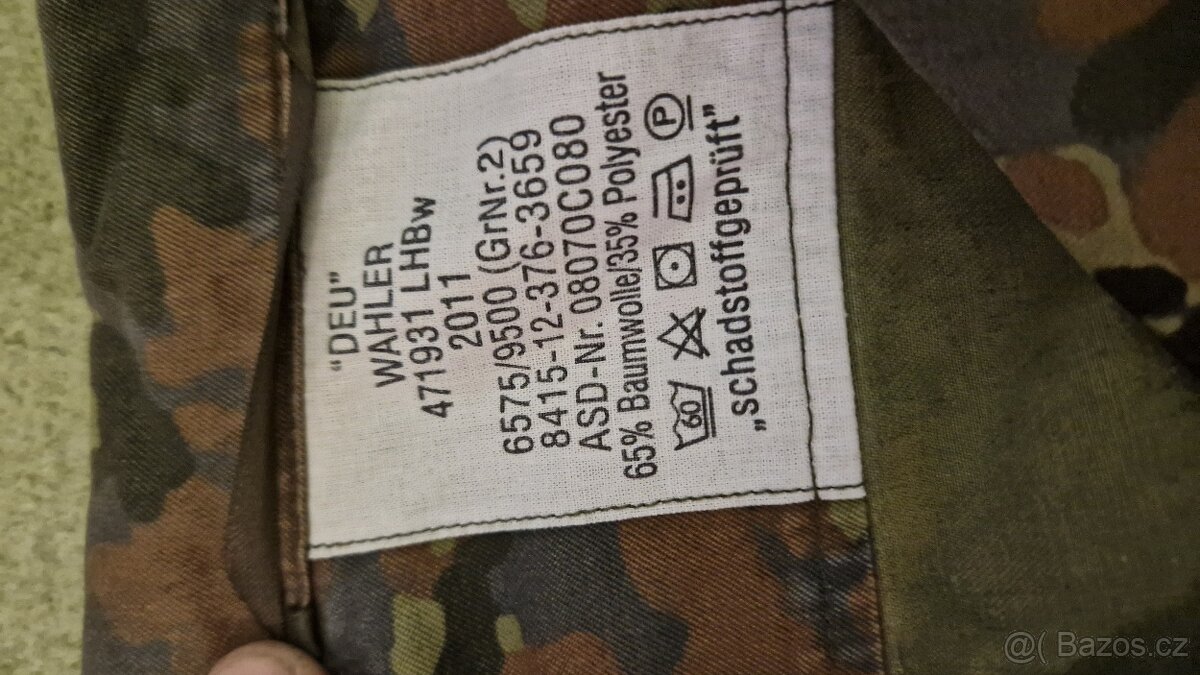 "DEU"
WAHLER
471931 LHBw
2011
6575/9500 (GrNr.2)
8415-12-376-3659
ASD-Nr. 08070C080
65% Baumwolle/35% Polyester
60 P
„schadstoffgeprüft”
@( Bazos.cz